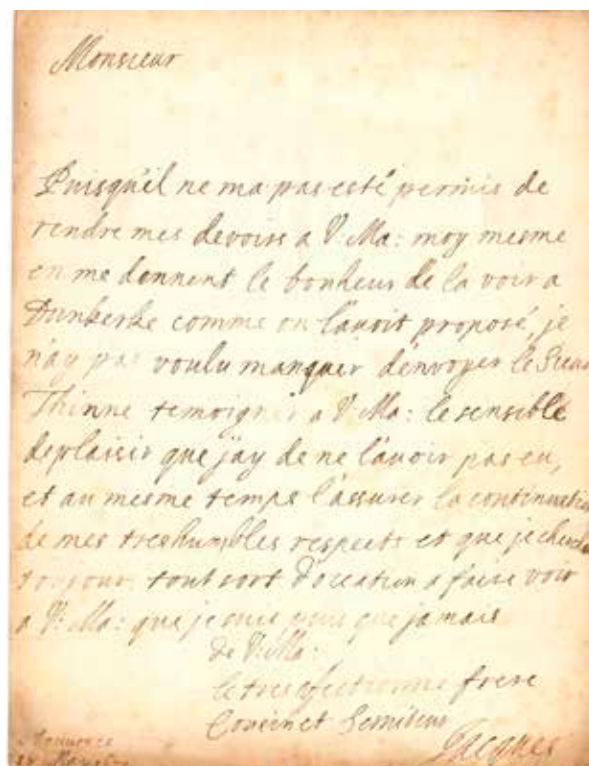 Monsieur
Puisqu'il ne ma pas esté permis de
rendre mes devoirs a V: Ma: moy mesme
en me donnent le bonheur de la voir a
Dunkerke comme on l'avoit proposé, je
n'ay pas voulu manquer d'envoyer le Sieur
Thinne temoigner a V: Ma: le sensible
deplaisir que j'ay de ne l'avoir pas eu,
et au mesme temps l'assurer la continuation
de mes treshumbles respects et que je cherche
toujours tout sort d'occation a faire voir
a V: Ma: que je suis plus que jamais
de V: Ma:
le tres afectionne frere
Cousin et Serviteur
Jacques